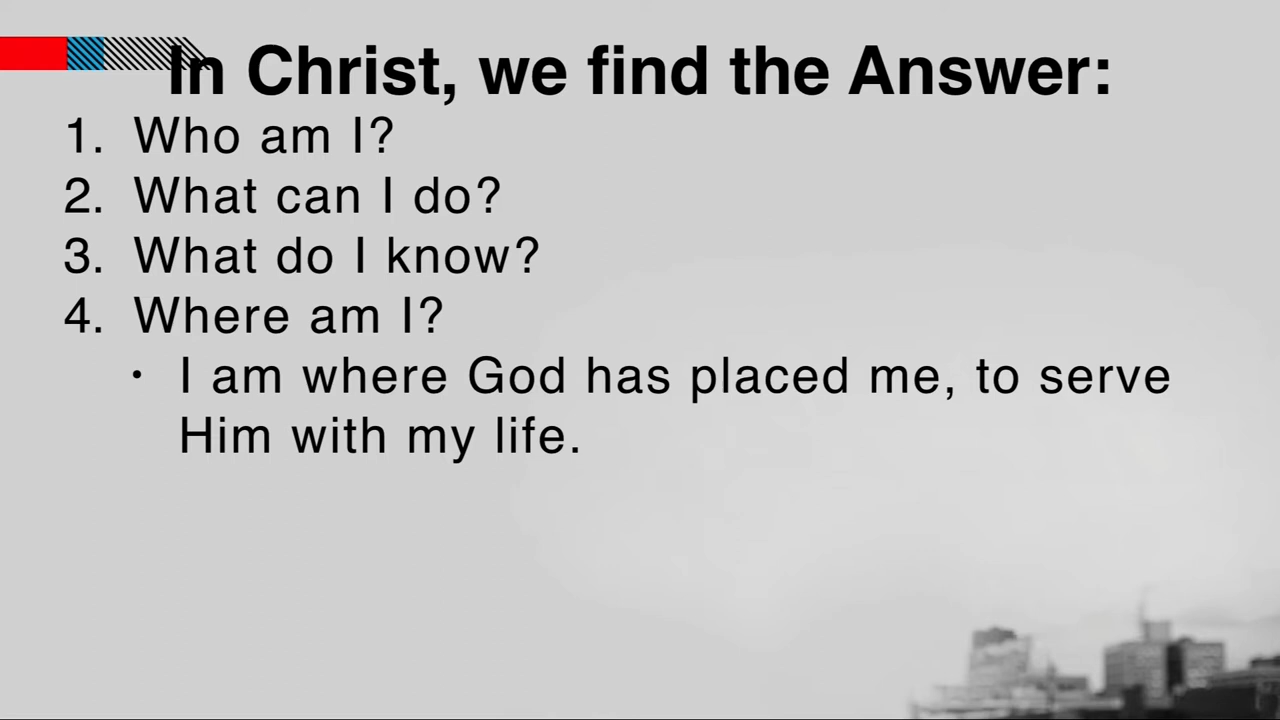 In Christ, we find the Answer:
1. Who am I?
2. What can I do?
3. What do I know?
4. Where am I?
• I am where God has placed me, to serve
Him with my life.